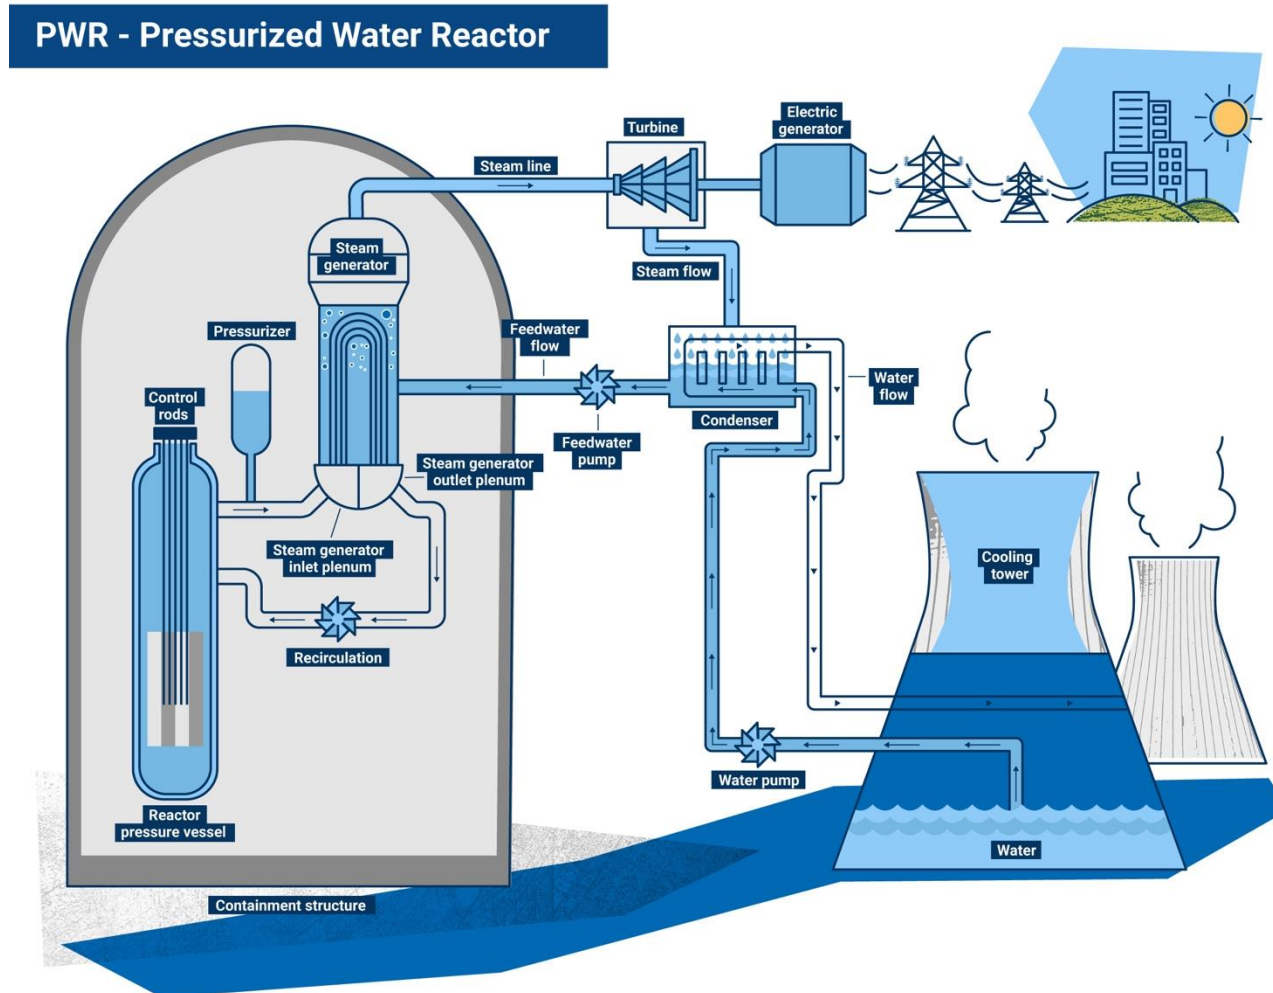 PWR - Pressurized Water Reactor
Electric
generator
Turbine
Steam line
Steam
generator
Steam flow
Pressurizer
Feedwater
flow
Water
flow
Control
rods
Condenser
Feedwater
pump
Steam generator
outlet plenum
Steam generator
inlet plenum
Cooling
tower
Recirculation
Water pump
Reactor
pressure vessel
Water
Containment structure